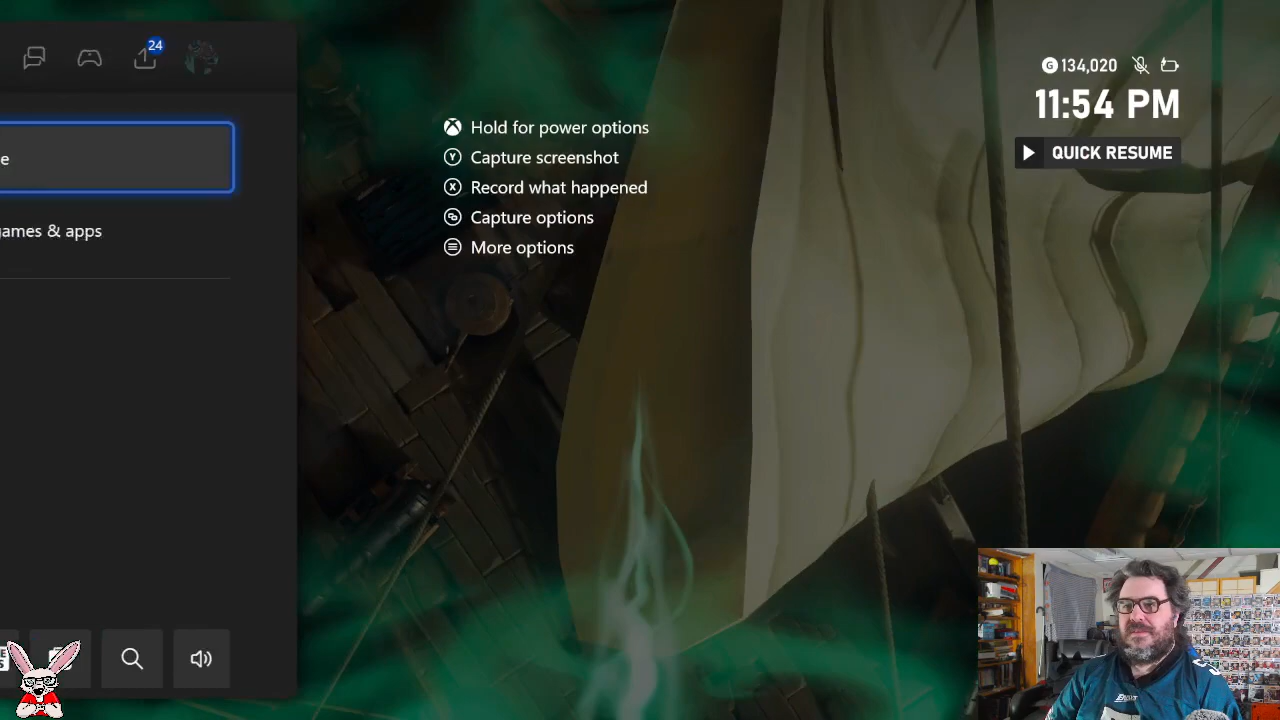 24
e
games & apps
Hold for power options
Y Capture screenshot
X Record what happened
Capture options
More options
G 134,020
11:54 PM
QUICK RESUME